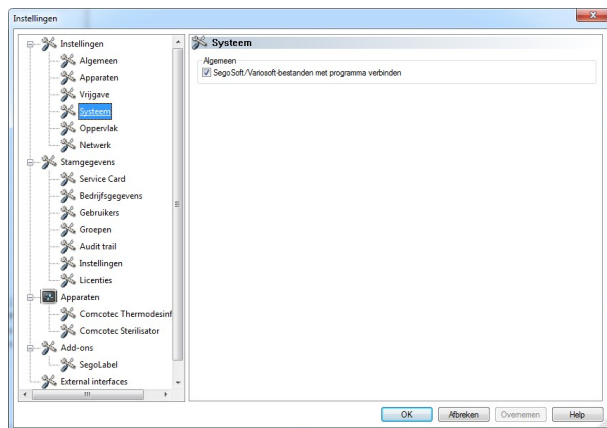 Instellingen
Instellingen
Algemeen
Apparaten
Vrijgave
Systeem
Oppervlak
Netwerk
Stamgegevens
Service Card
Bedrijfsgegevens
Gebruikers
Groepen
Audit trail
Instellingen
Licenties
Apparaten
Comcotec Thermodesinf
Comcotec Sterilisator
Add-ons
SegoLabel
External interfaces
Systeem
Algemeen
SegoSoft/Variosoft-bestanden met programma verbinden
OK Afbreken Overnemen Help